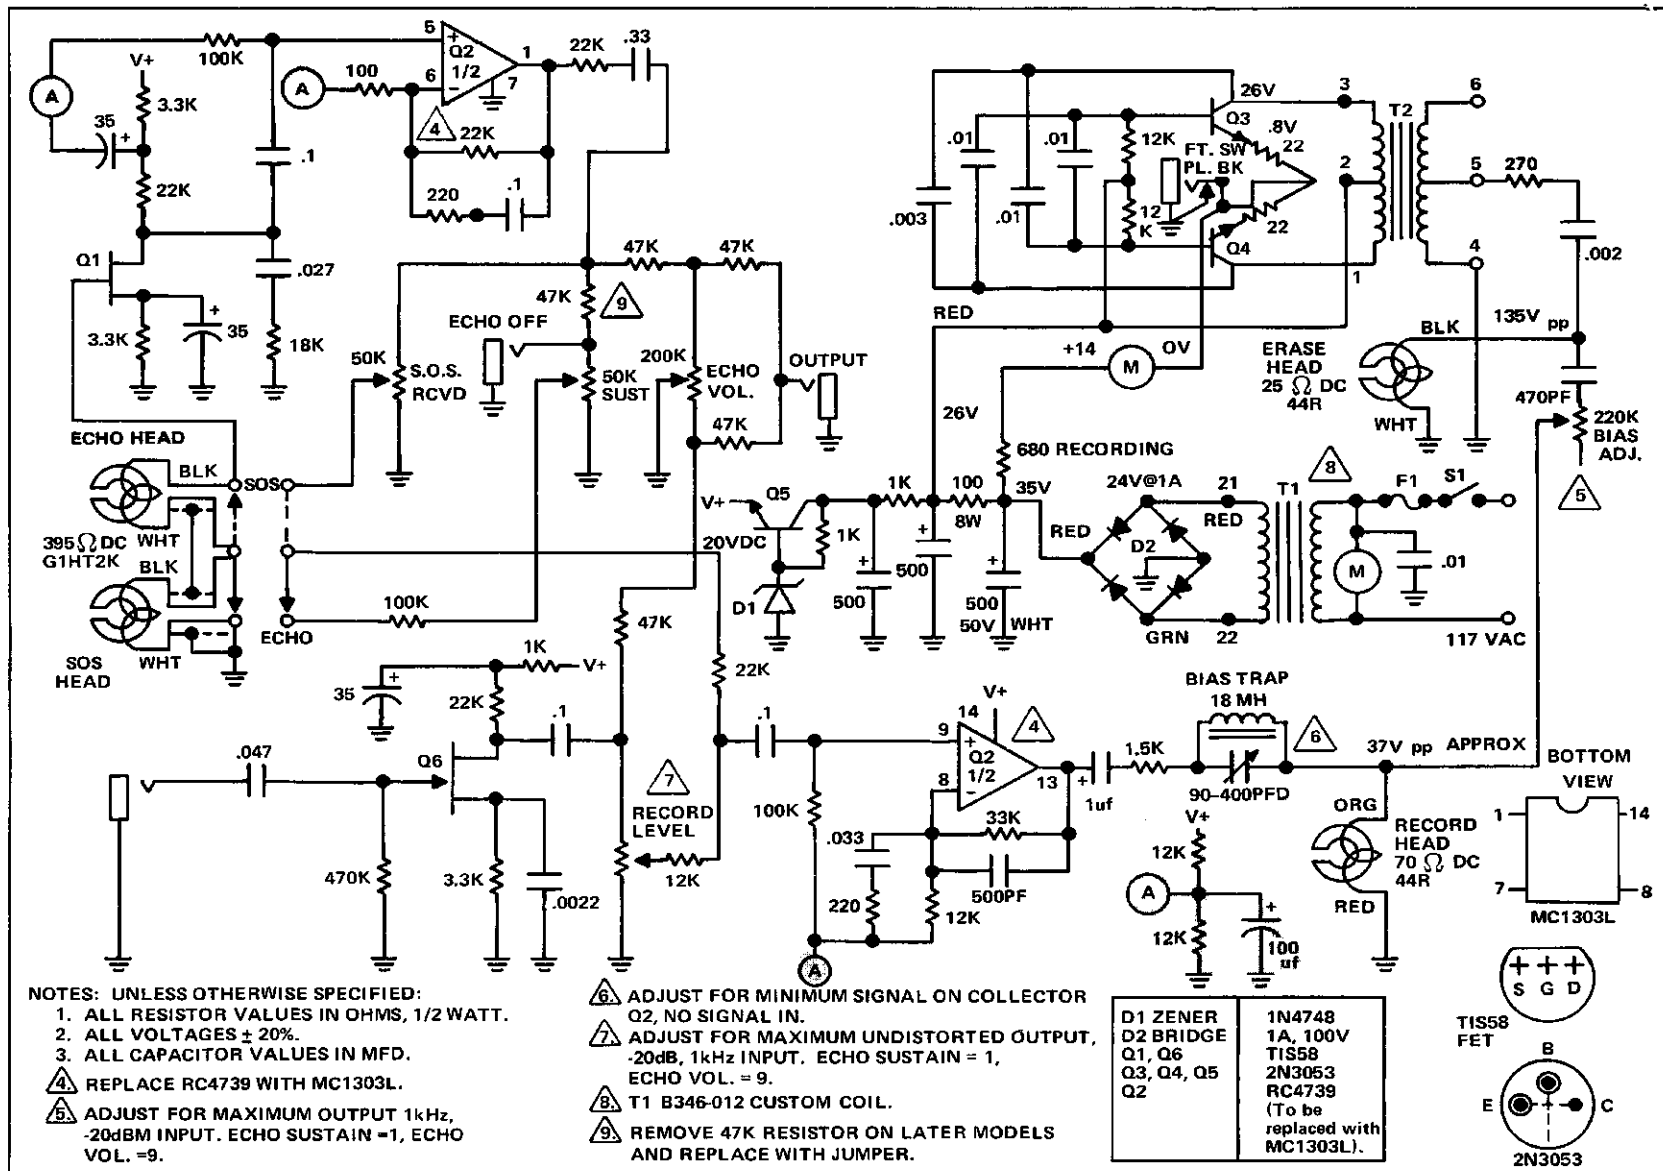 5
+
Q2
1/2
1
6
−
7
100K
V+
A
3.3K
35
+
22K
.1
A
100
4
22K
220
.1
22K
.33
Q1
.027
3.3K
+
35
18K
47K
47K
47K
9
ECHO OFF
50K
S.O.S.
RCVD
50K
SUST
200K
ECHO
VOL.
OUTPUT
47K
ECHO HEAD
BLK
SOS
WHT
395 Ω DC
G1HT2K
BLK
SOS
HEAD
WHT
ECHO
100K
26V
3
6
Q3
.8V
22
T2
.01
.01
12K
FT. SW
PL. BK
2
5
270
.003
.01
12
K
22
Q4
4
.002
1
RED
135V pp
BLK
+14
M
OV
ERASE
HEAD
25 Ω DC
44R
WHT
470PF
220K
BIAS
ADJ.
5
26V
680 RECORDING
V+
Q5
1K
100
8W
35V
24V@1A
21
8
T1
F1
S1
RED
RED
20VDC
1K
D2
D1
+
500
+
500
+
500
50V
WHT
GRN
22
M
.01
117 VAC
47K
1K
V+
35
+
22K
22K
.1
.047
Q6
7
RECORD
LEVEL
470K
3.3K
.0022
12K
.1
V+
14
4
9
+
Q2
1/2
8
−
13
100K
33K
.033
500PF
220
12K
A
+
1uf
1.5K
BIAS TRAP
18 MH
6
90-400PFD
37V pp APPROX
V+
12K
A
12K
+
100
uf
ORG
RECORD
HEAD
70 Ω DC
44R
RED
BOTTOM
VIEW
1
14
7
8
MC1303L
S G D
TIS58
FET
B
E
C
2N3053
NOTES: UNLESS OTHERWISE SPECIFIED:
1. ALL RESISTOR VALUES IN OHMS, 1/2 WATT.
2. ALL VOLTAGES ± 20%.
3. ALL CAPACITOR VALUES IN MFD.
4. REPLACE RC4739 WITH MC1303L.
5. ADJUST FOR MAXIMUM OUTPUT 1kHz,
-20dBM INPUT. ECHO SUSTAIN =1, ECHO
VOL. =9.
6. ADJUST FOR MINIMUM SIGNAL ON COLLECTOR
Q2, NO SIGNAL IN.
7. ADJUST FOR MAXIMUM UNDISTORTED OUTPUT,
-20dB, 1kHz INPUT. ECHO SUSTAIN = 1,
ECHO VOL. = 9.
8. T1 B346-012 CUSTOM COIL.
9. REMOVE 47K RESISTOR ON LATER MODELS
AND REPLACE WITH JUMPER.
D1 ZENER 1N4748
D2 BRIDGE 1A, 100V
Q1, Q6 TIS58
Q3, Q4, Q5 2N3053
Q2 RC4739
(To be
replaced with
MC1303L).